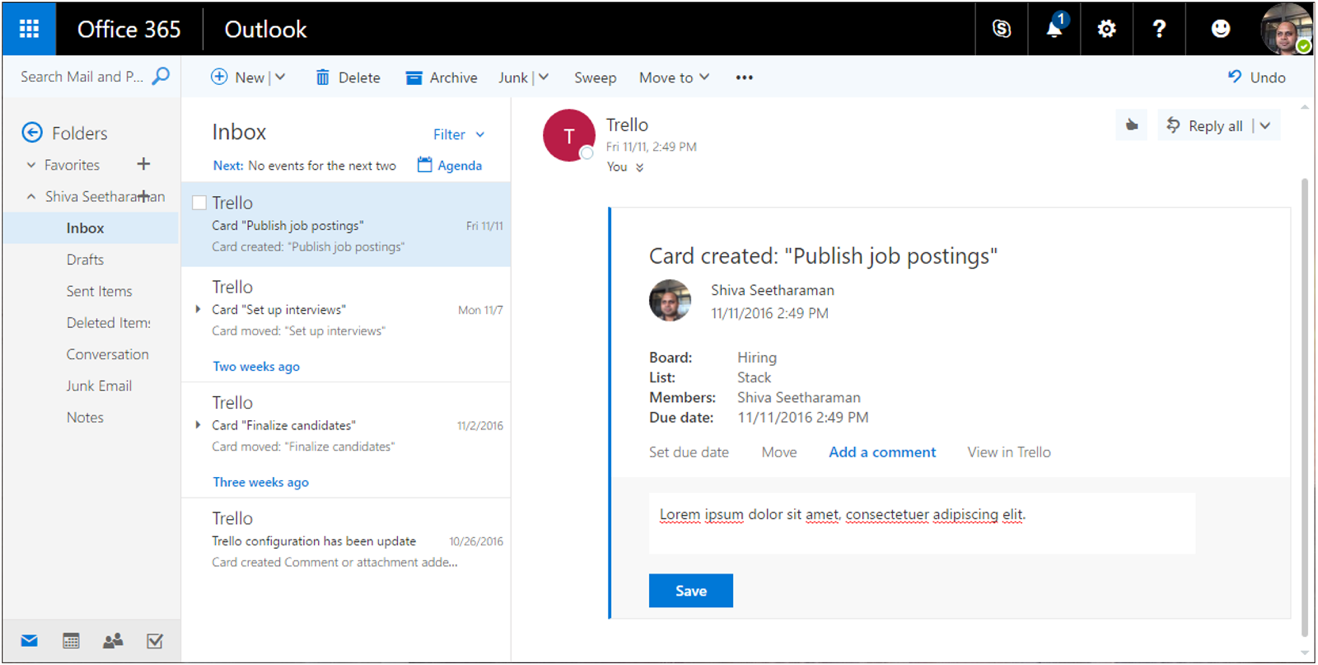 Office 365 Outlook 1
Search Mail and P... New Delete Archive Junk Sweep Move to ••• Undo
Folders
Favorites
Shiva Seetharaman
Inbox
Drafts
Sent Items
Deleted Items
Conversation
Junk Email
Notes
Inbox Filter
Next: No events for the next two Agenda
Trello
Card "Publish job postings" Fri 11/11
Card created: "Publish job postings"
Trello
Card "Set up interviews" Mon 11/7
Card moved: "Set up interviews"
Two weeks ago
Trello
Card "Finalize candidates" 11/2/2016
Card moved: "Finalize candidates"
Three weeks ago
Trello
Trello configuration has been update 10/26/2016
Card created Comment or attachment adde...
T
Trello
Fri 11/11, 2:49 PM
You
Reply all
Card created: "Publish job postings"
Shiva Seetharaman
11/11/2016 2:49 PM
Board: Hiring
List: Stack
Members: Shiva Seetharaman
Due date: 11/11/2016 2:49 PM
Set due date Move Add a comment View in Trello
Lorem ipsum dolor sit amet, consectetuer adipiscing elit.
Save